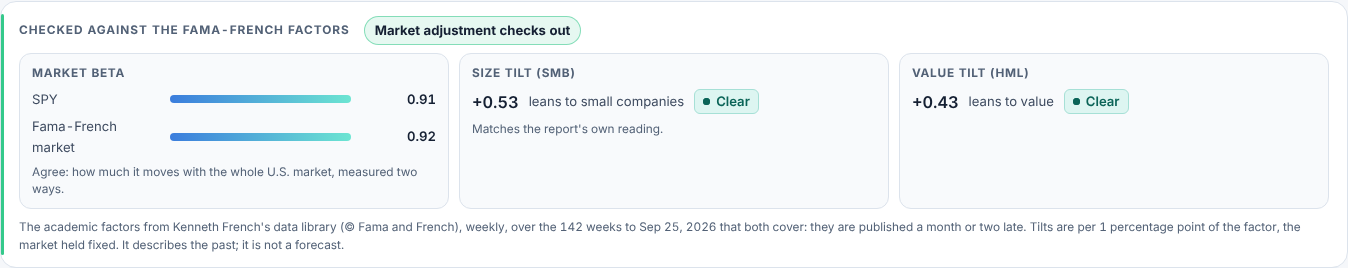 CHECKED AGAINST THE FAMA-FRENCH FACTORS
Market adjustment checks out
MARKET BETA
SPY
0.91
Fama-French
market
0.92
Agree: how much it moves with the whole U.S. market, measured two
ways.
SIZE TILT (SMB)
+0.53 leans to small companies Clear
Matches the report's own reading.
VALUE TILT (HML)
+0.43 leans to value Clear
The academic factors from Kenneth French's data library (© Fama and French), weekly, over the 142 weeks to Sep 25, 2026 that both cover: they are published a month or two late. Tilts are per 1 percentage point of the factor, the
market held fixed. It describes the past; it is not a forecast.